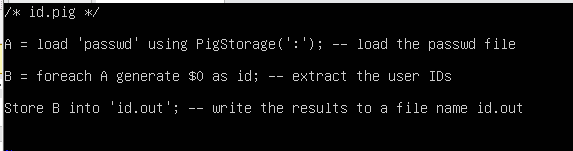 /* id.pig */
A = load 'passwd' using PigStorage(':'); -- load the passwd file
B = foreach A generate $0 as id; -- extract the user IDs
Store B into 'id.out'; -- write the results to a file name id.out